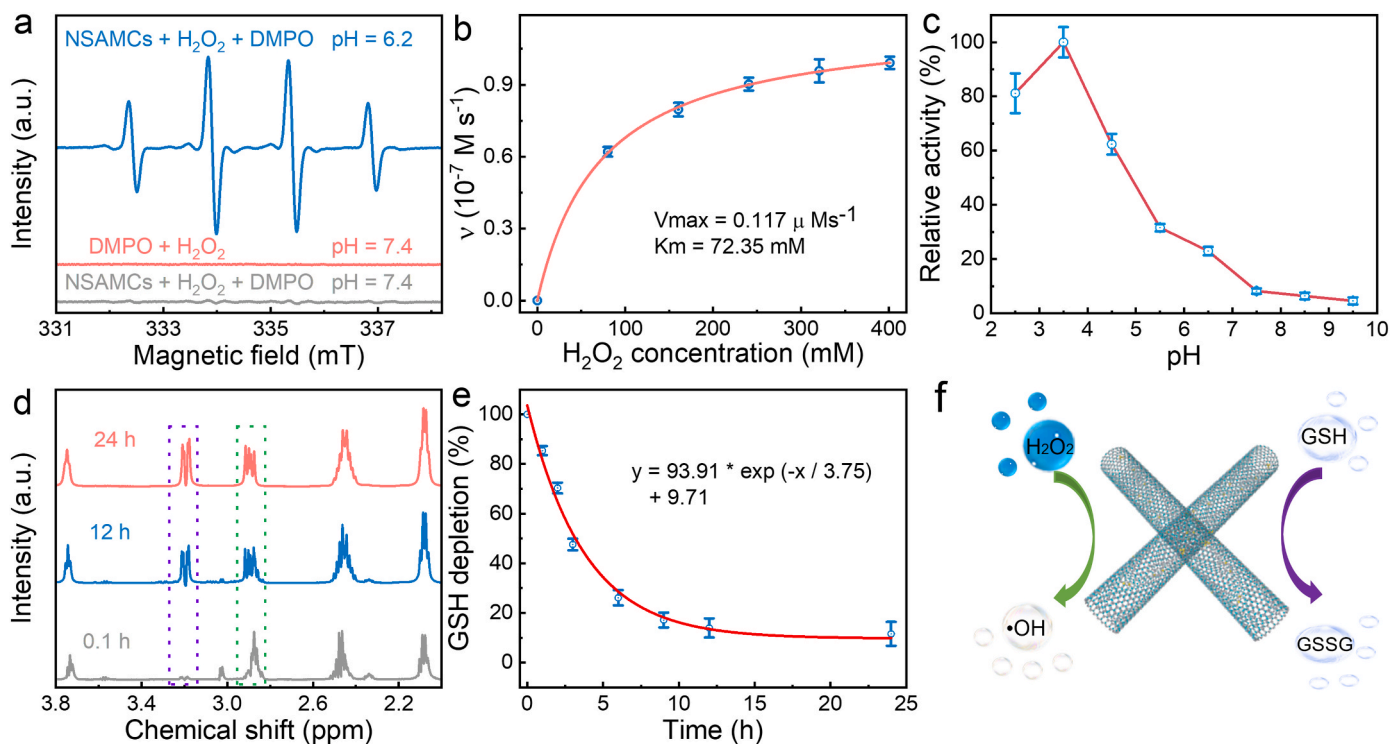 a
NSAMCs + H₂O₂ + DMPO pH = 6.2
DMPO + H₂O₂ pH = 7.4
NSAMCs + H₂O₂ + DMPO pH = 7.4
Intensity (a.u.)
331 333 335 337
Magnetic field (mT)
b
ν (10⁻⁷ M s⁻¹)
0.9
0.6
0.3
0.0
Vmax = 0.117 μ Ms⁻¹
Km = 72.35 mM
0 80 160 240 320 400
H₂O₂ concentration (mM)
c
Relative activity (%)
100
80
60
40
20
0
2 3 4 5 6 7 8 9 10
pH
d
24 h
12 h
0.1 h
Intensity (a.u.)
3.8 3.4 3.0 2.6 2.2
Chemical shift (ppm)
e
GSH depletion (%)
100
80
60
40
20
0
y = 93.91 * exp (-x / 3.75)
+ 9.71
0 5 10 15 20 25
Time (h)
f
H₂O₂
GSH
•OH
GSSG